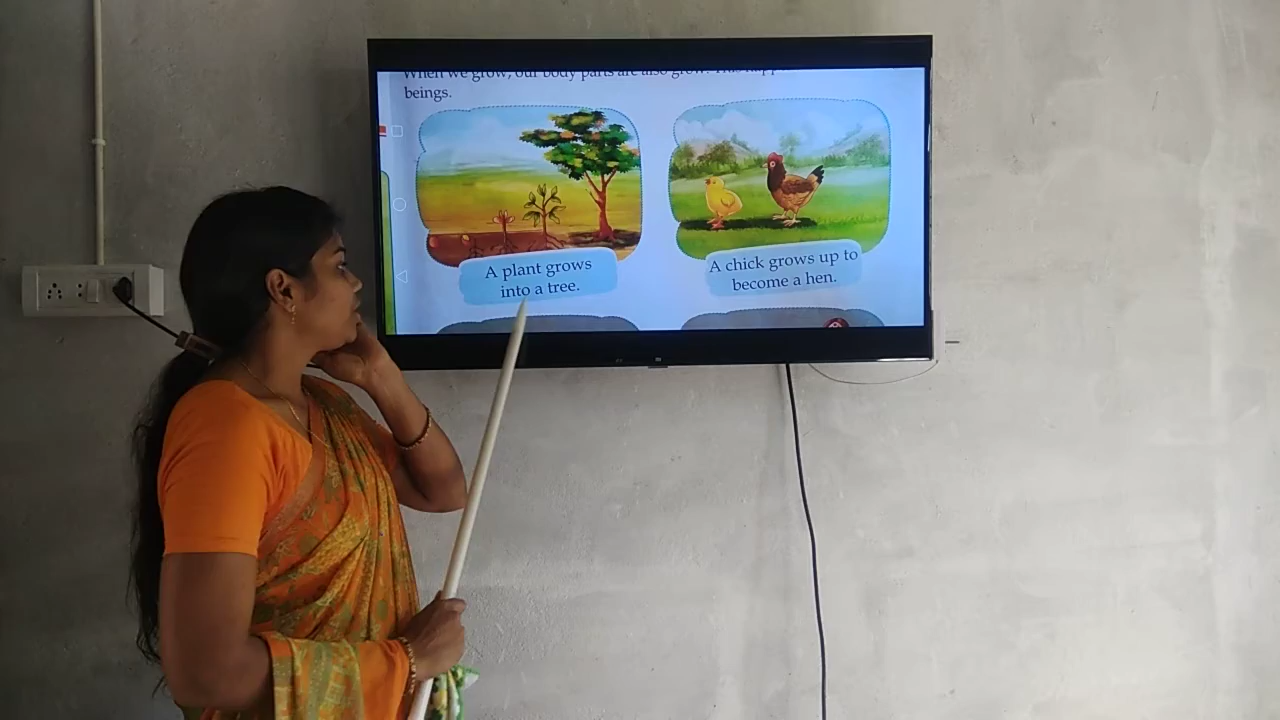 When we grow, our body parts are also grow.
beings.
A plant grows
into a tree.
A chick grows up to
become a hen.